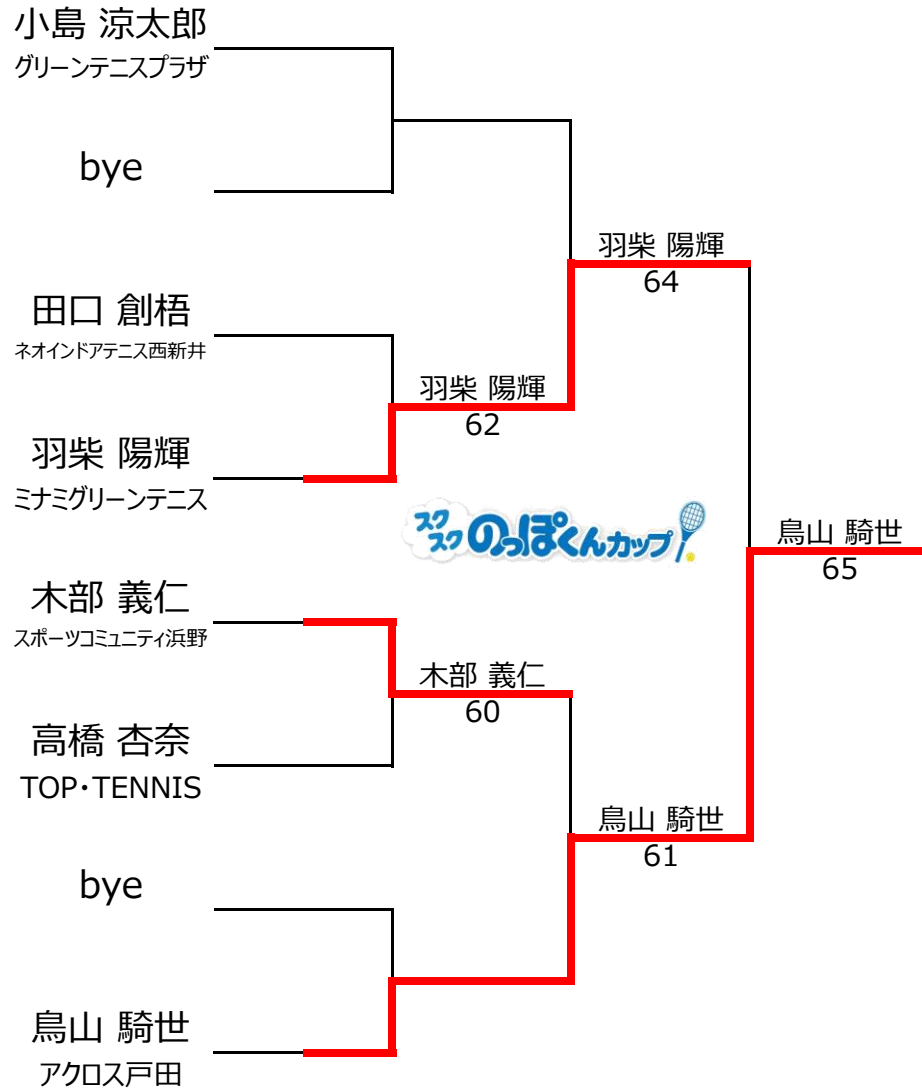 小島 涼太郎
グリーンテニスプラザ
bye
羽柴 陽輝
64
田口 創梧
ネオインドアテニス西新井
羽柴 陽輝
62
羽柴 陽輝
ミナミグリーンテニス
スクスクのっぽくんカップ
鳥山 騎世
65
木部 義仁
スポーツコミュニティ浜野
木部 義仁
60
高橋 杏奈
TOP・TENNIS
鳥山 騎世
61
bye
鳥山 騎世
アクロス戸田